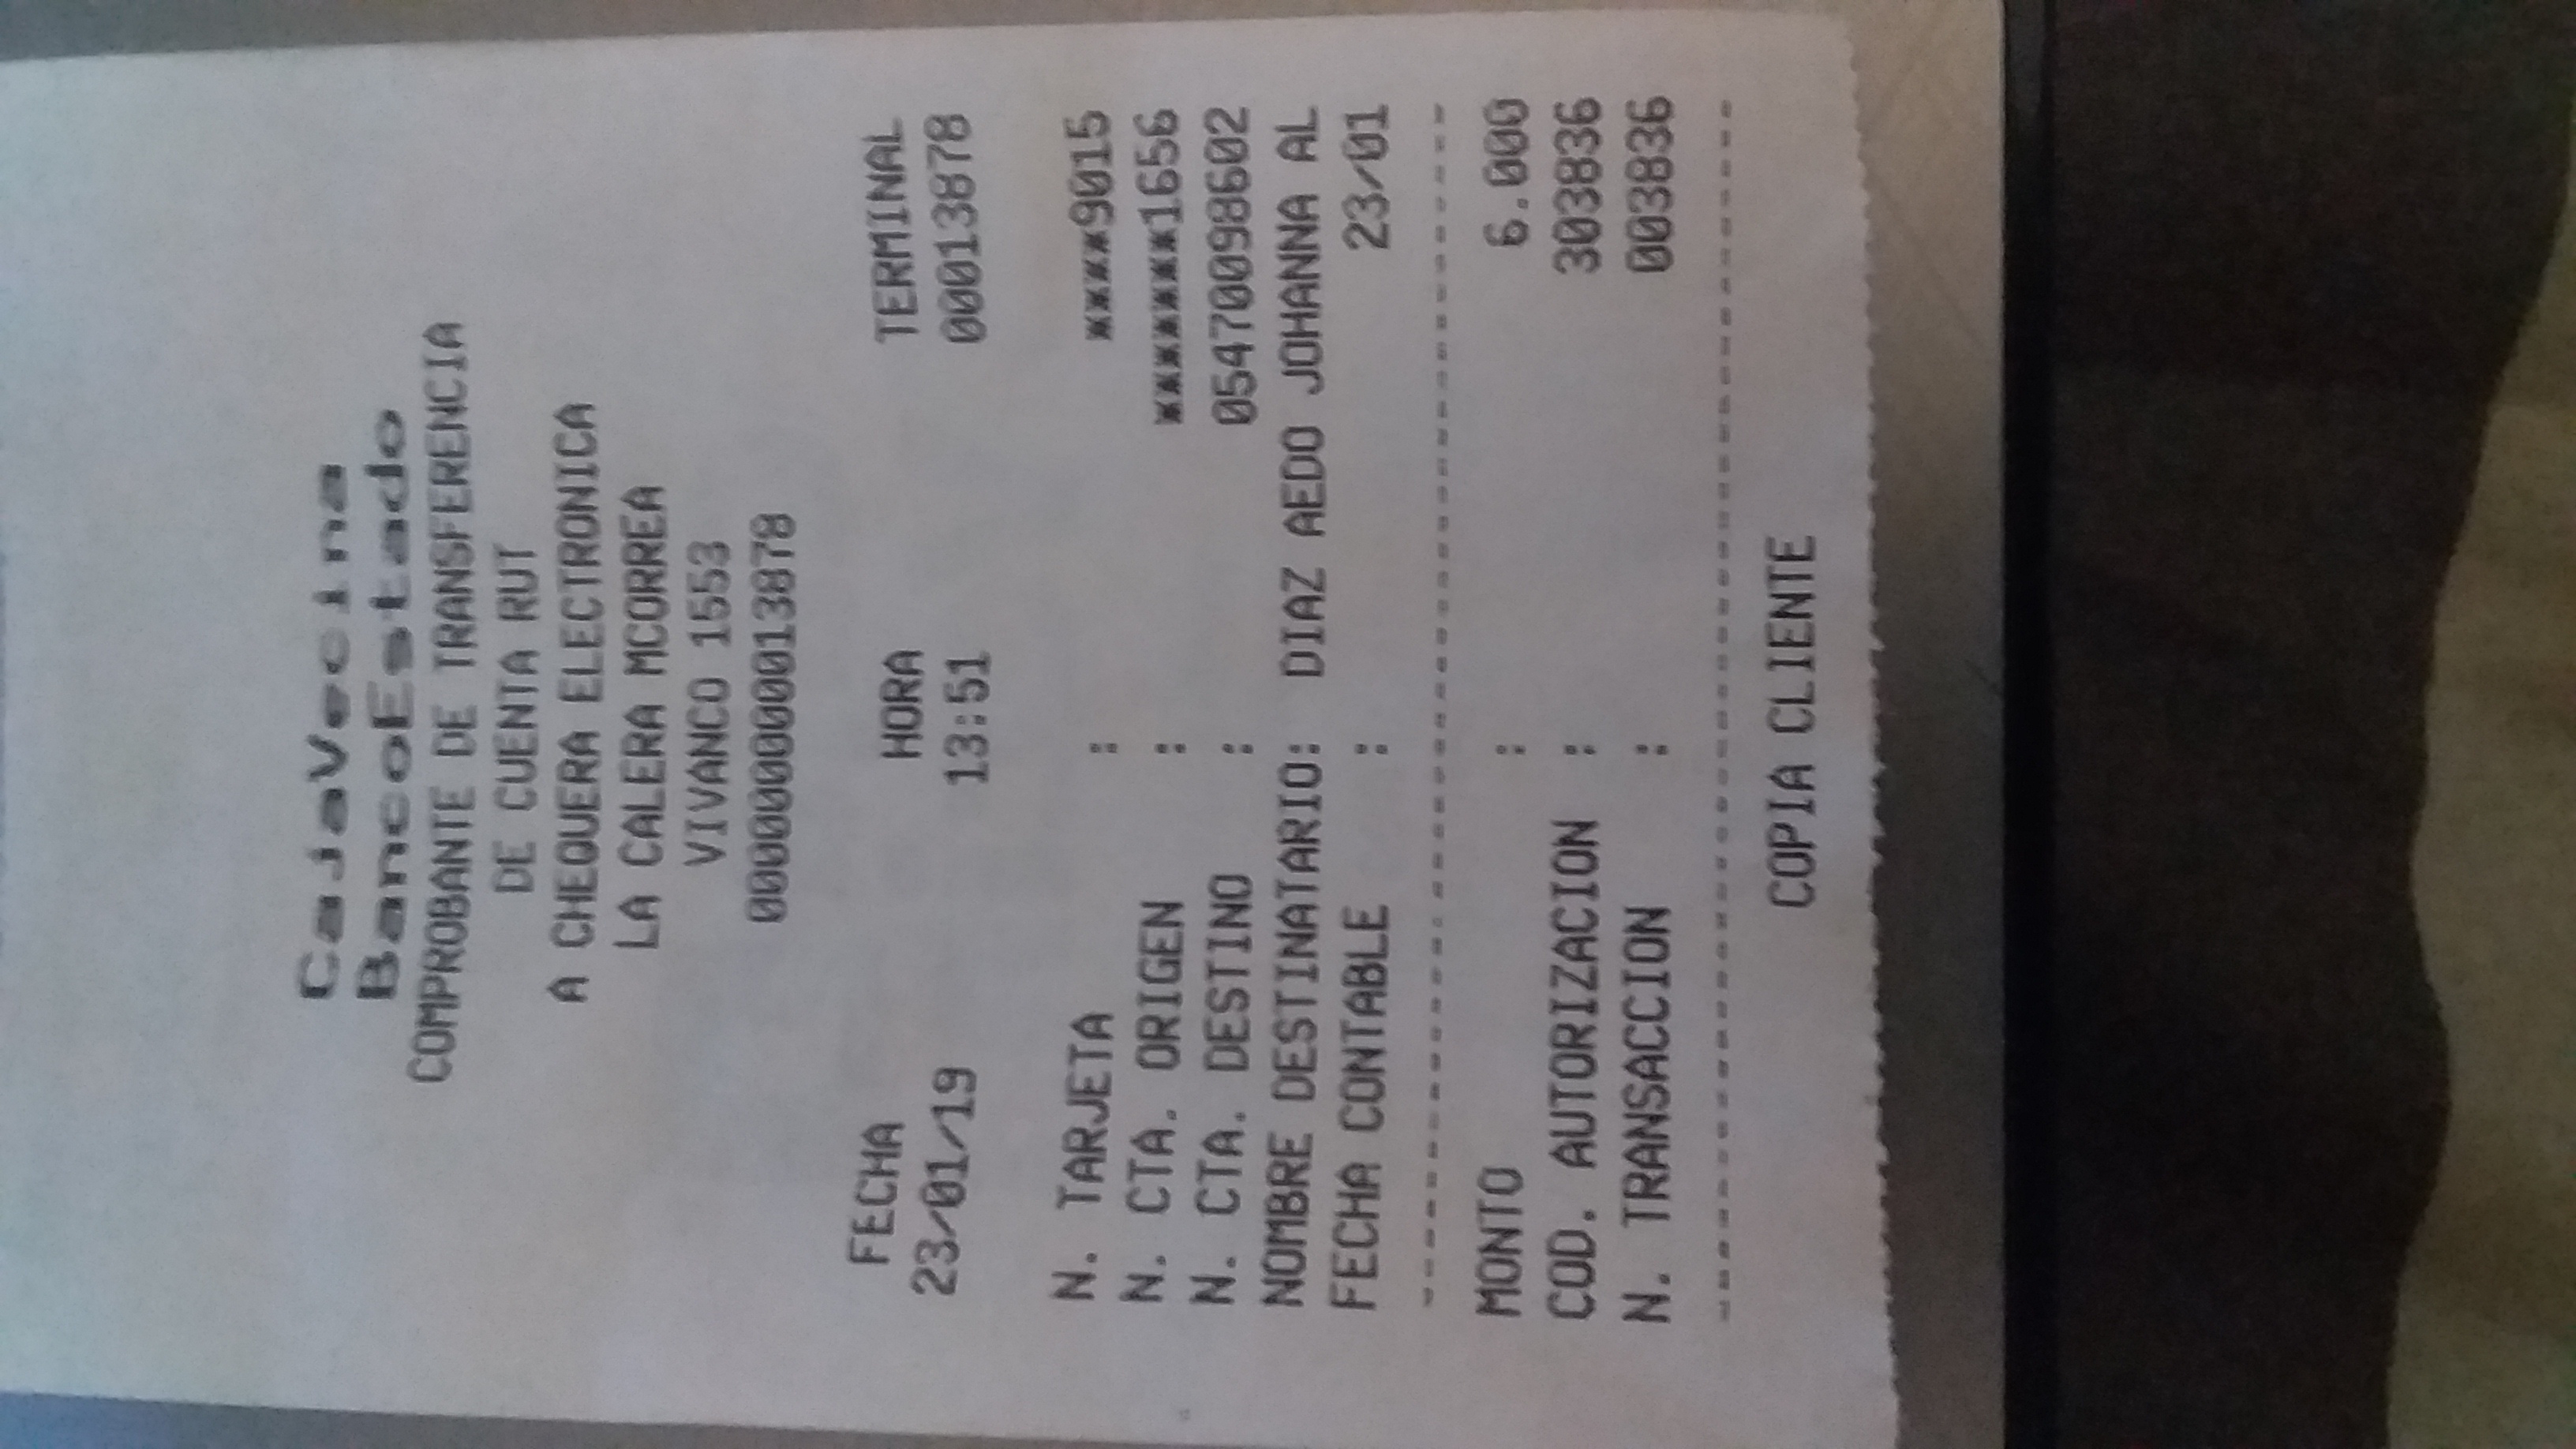 CajaVecina
BancoEstado
COMPROBANTE DE TRANSFERENCIA
DE CUENTA RUT
A CHEQUERA ELECTRONICA
LA CALERA MCORREA
VIVANCO 1553
000000000013878
FECHA HORA TERMINAL
23/01/19 13:51 00013878
N. TARJETA : ****9015
N. CTA. ORIGEN : *******1656
N. CTA. DESTINO : 05470098602
NOMBRE DESTINATARIO: DIAZ AEDO JOHANNA AL
FECHA CONTABLE : 23/01
MONTO : 6.000
COD. AUTORIZACION : 303836
N. TRANSACCION : 003836
COPIA CLIENTE